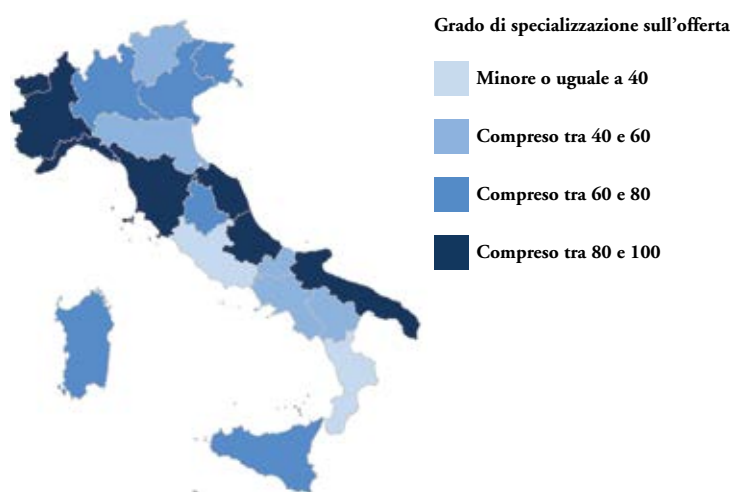 Grado di specializzazione sull’offerta
Minore o uguale a 40
Compreso tra 40 e 60
Compreso tra 60 e 80
Compreso tra 80 e 100